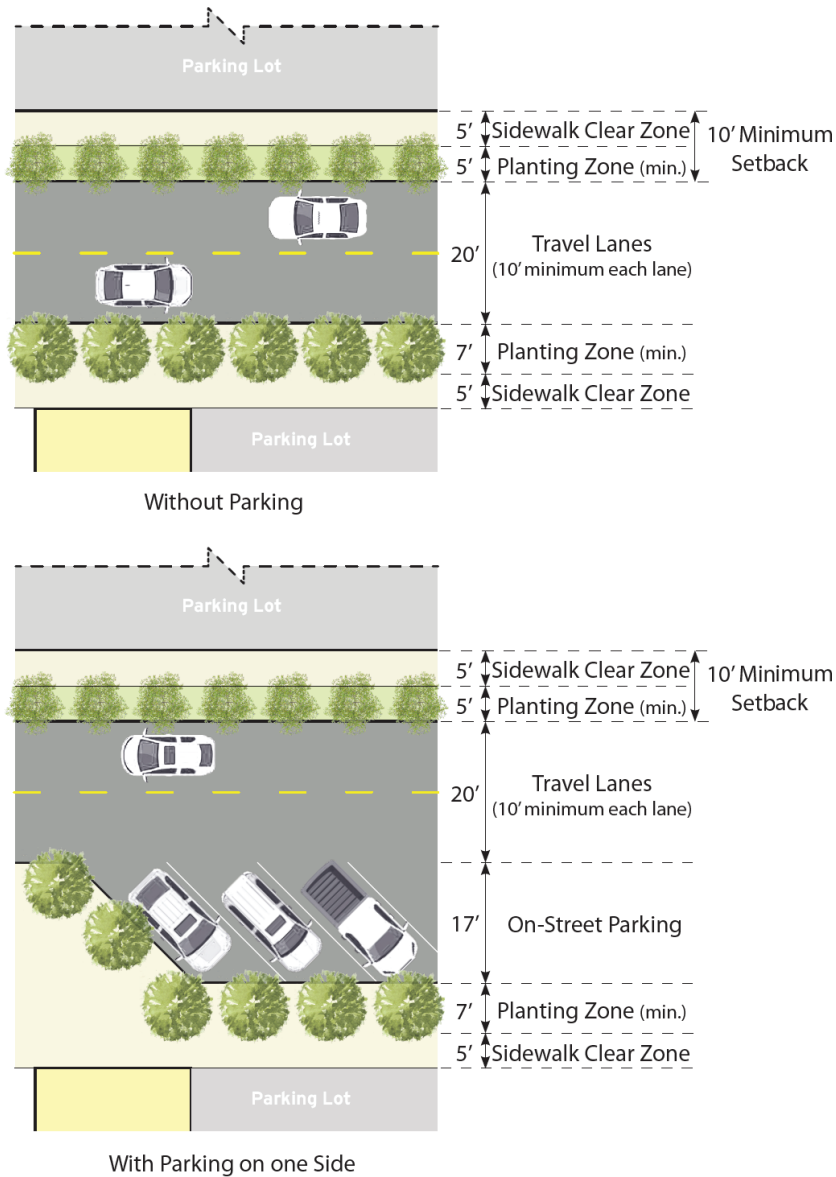 Parking Lot
5’ Sidewalk Clear Zone
10’ Minimum
Setback
5’ Planting Zone (min.)
20’
Travel Lanes
(10’ minimum each lane)
7’ Planting Zone (min.)
5’ Sidewalk Clear Zone
Parking Lot
Without Parking
Parking Lot
5’ Sidewalk Clear Zone
10’ Minimum
Setback
5’ Planting Zone (min.)
20’
Travel Lanes
(10’ minimum each lane)
17’ On-Street Parking
7’ Planting Zone (min.)
5’ Sidewalk Clear Zone
Parking Lot
With Parking on one Side